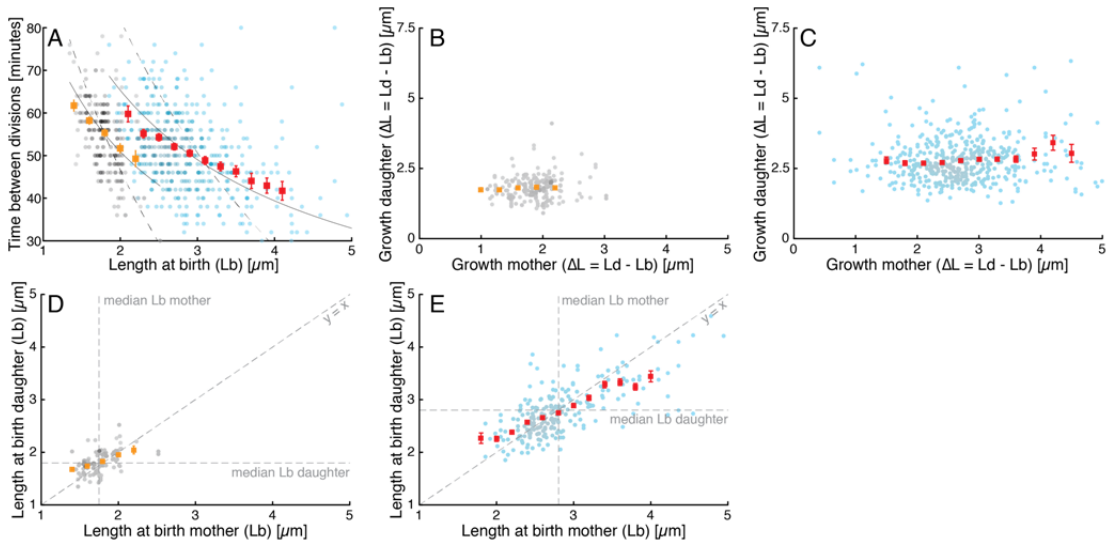 A
Time between divisions [minutes]
80
70
60
50
40
30
1
2
3
4
5
Length at birth (Lb) [µm]
B
Growth daughter (ΔL = Ld - Lb) [µm]
7.5
5
2.5
0
0
1
2
3
4
5
Growth mother (ΔL = Ld - Lb) [µm]
C
Growth daughter (ΔL = Ld - Lb) [µm]
7.5
5
2.5
0
0
1
2
3
4
5
Growth mother (ΔL = Ld - Lb) [µm]
D
Length at birth daughter (Lb) [µm]
5
4
3
2
1
median Lb mother
y = x
median Lb daughter
1
2
3
4
5
Length at birth mother (Lb) [µm]
E
Length at birth daughter (Lb) [µm]
5
4
3
2
1
median Lb mother
y = x
median Lb daughter
1
2
3
4
5
Length at birth mother (Lb) [µm]